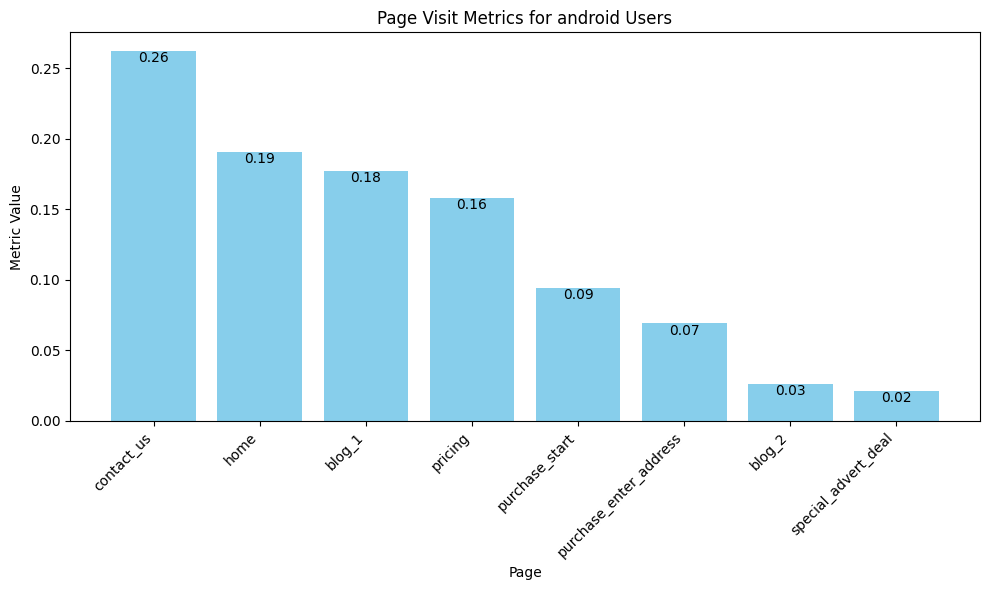 Page Visit Metrics for android Users
Metric Value
0.25
0.20
0.15
0.10
0.05
0.00
0.26
0.19
0.18
0.16
0.09
0.07
0.03
0.02
contact_us
home
blog_1
pricing
purchase_start
purchase_enter_address
blog_2
special_advert_deal
Page